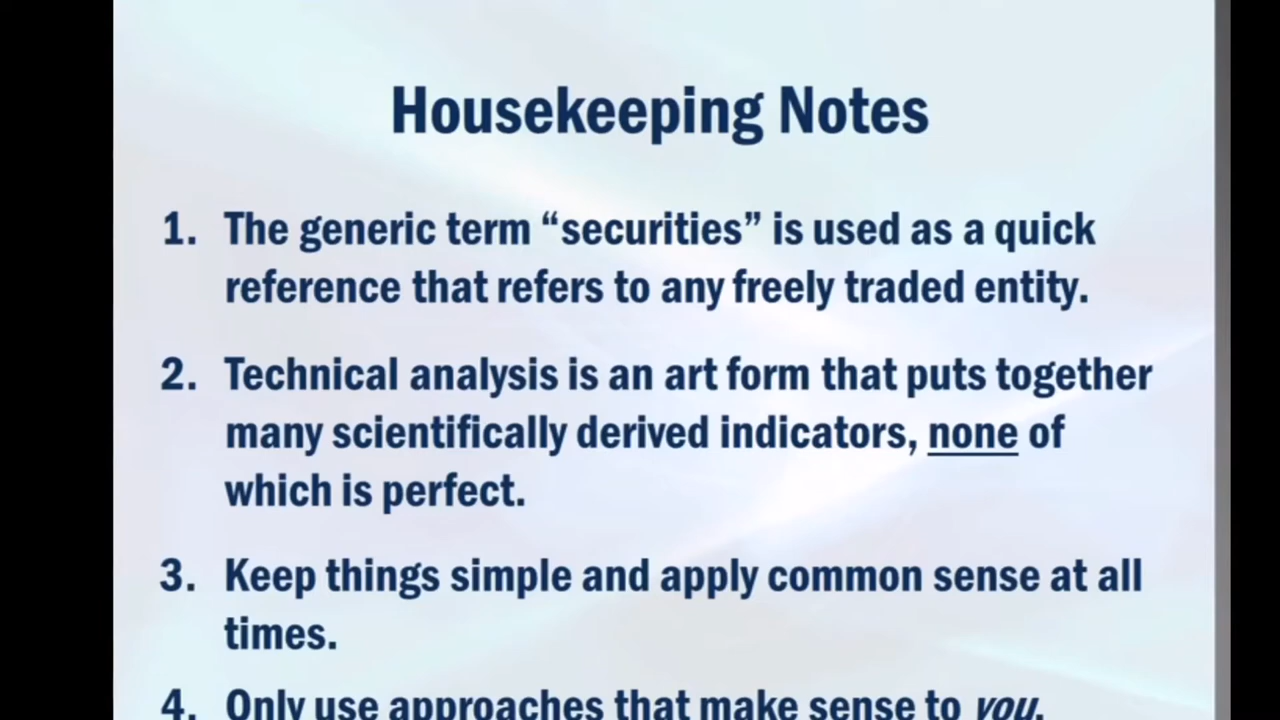 Housekeeping Notes
1. The generic term “securities” is used as a quick
reference that refers to any freely traded entity.
2. Technical analysis is an art form that puts together
many scientifically derived indicators, none of
which is perfect.
3. Keep things simple and apply common sense at all
times.
4. Only use approaches that make sense to you.